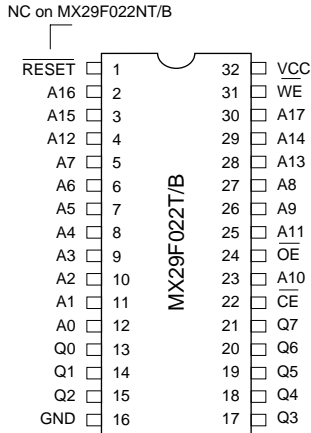 NC on MX29F022NT/B
RESET 1 32 VCC
A16 2 31 WE
A15 3 30 A17
A12 4 29 A14
A7 5 28 A13
A6 6 27 A8
A5 7 26 A9
A4 8 25 A11
A3 9 24 OE
A2 10 23 A10
A1 11 22 CE
A0 12 21 Q7
Q0 13 20 Q6
Q1 14 19 Q5
Q2 15 18 Q4
GND 16 17 Q3
MX29F022T/B